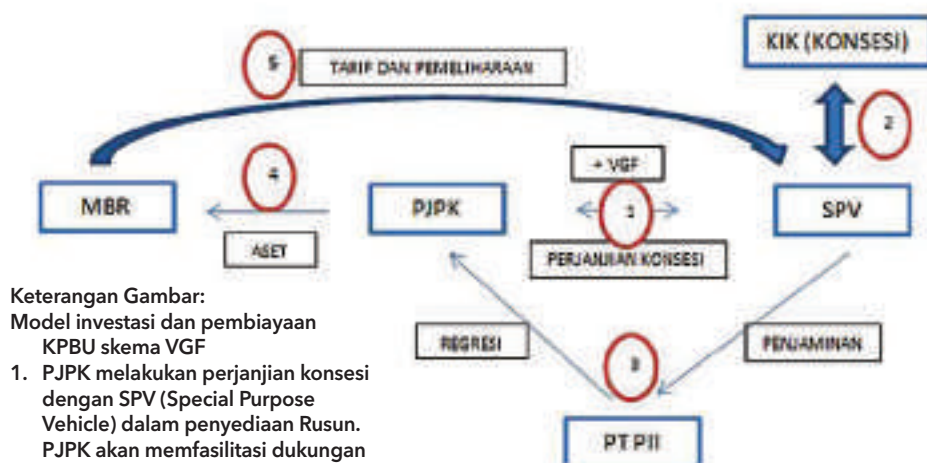 KIK (KONSESI)
5
TARIF DAN PEMELIHARAAN
2
4
+ VGF
MBR
PJPK
1
SPV
ASET
PERJANJIAN KONSESI
Keterangan Gambar:
Model investasi dan pembiayaan
KPBU skema VGF
REGRESI
3
PENJAMINAN
1. PJPK melakukan perjanjian konsesi
dengan SPV (Special Purpose
Vehicle) dalam penyediaan Rusun.
PJPK akan memfasilitasi dukungan
PT PII